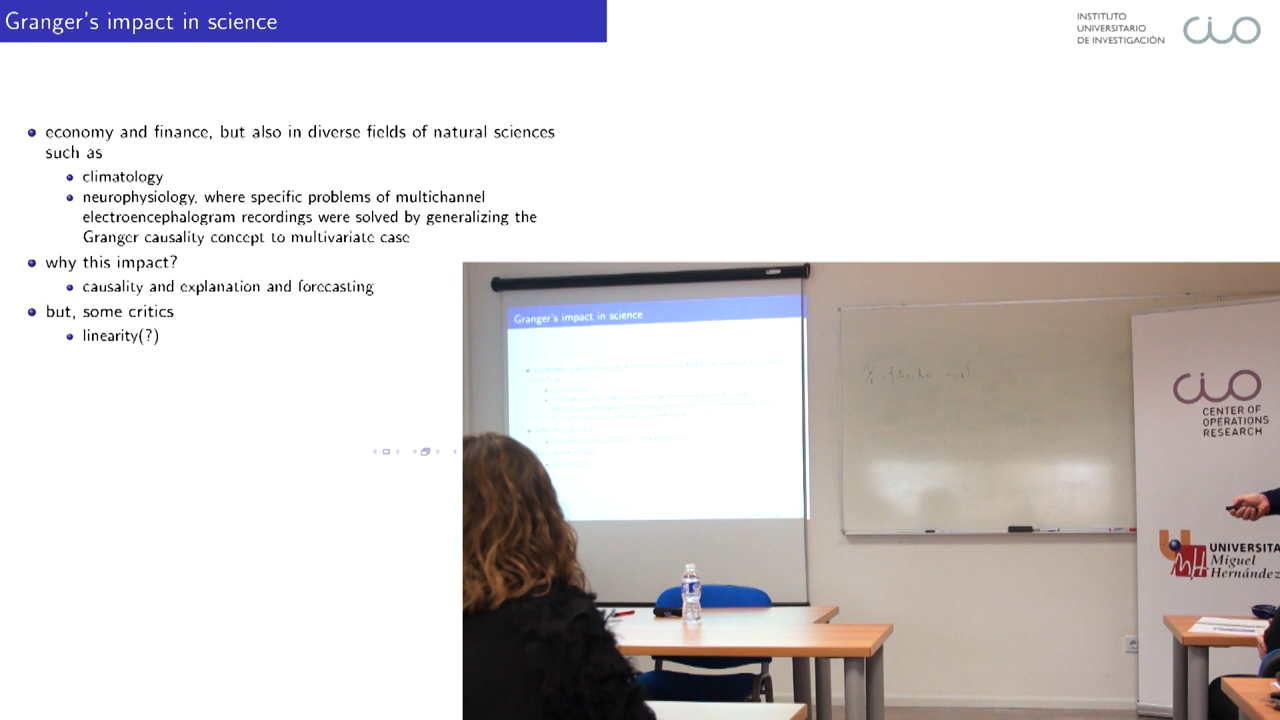 Granger's impact in science
INSTITUTO
UNIVERSITARIO
DE INVESTIGACIÓN
cio
economy and finance, but also in diverse fields of natural sciences
such as
climatology
neurophysiology, where specific problems of multichannel
electroencephalogram recordings were solved by generalizing the
Granger causality concept to multivariate case
why this impact?
causality and explanation and forecasting
but, some critics
linearity(?)
Granger's impact in science
cio
CENTER OF
OPERATIONS
RESEARCH
UMH
UNIVERSITA
Miguel
Hernández